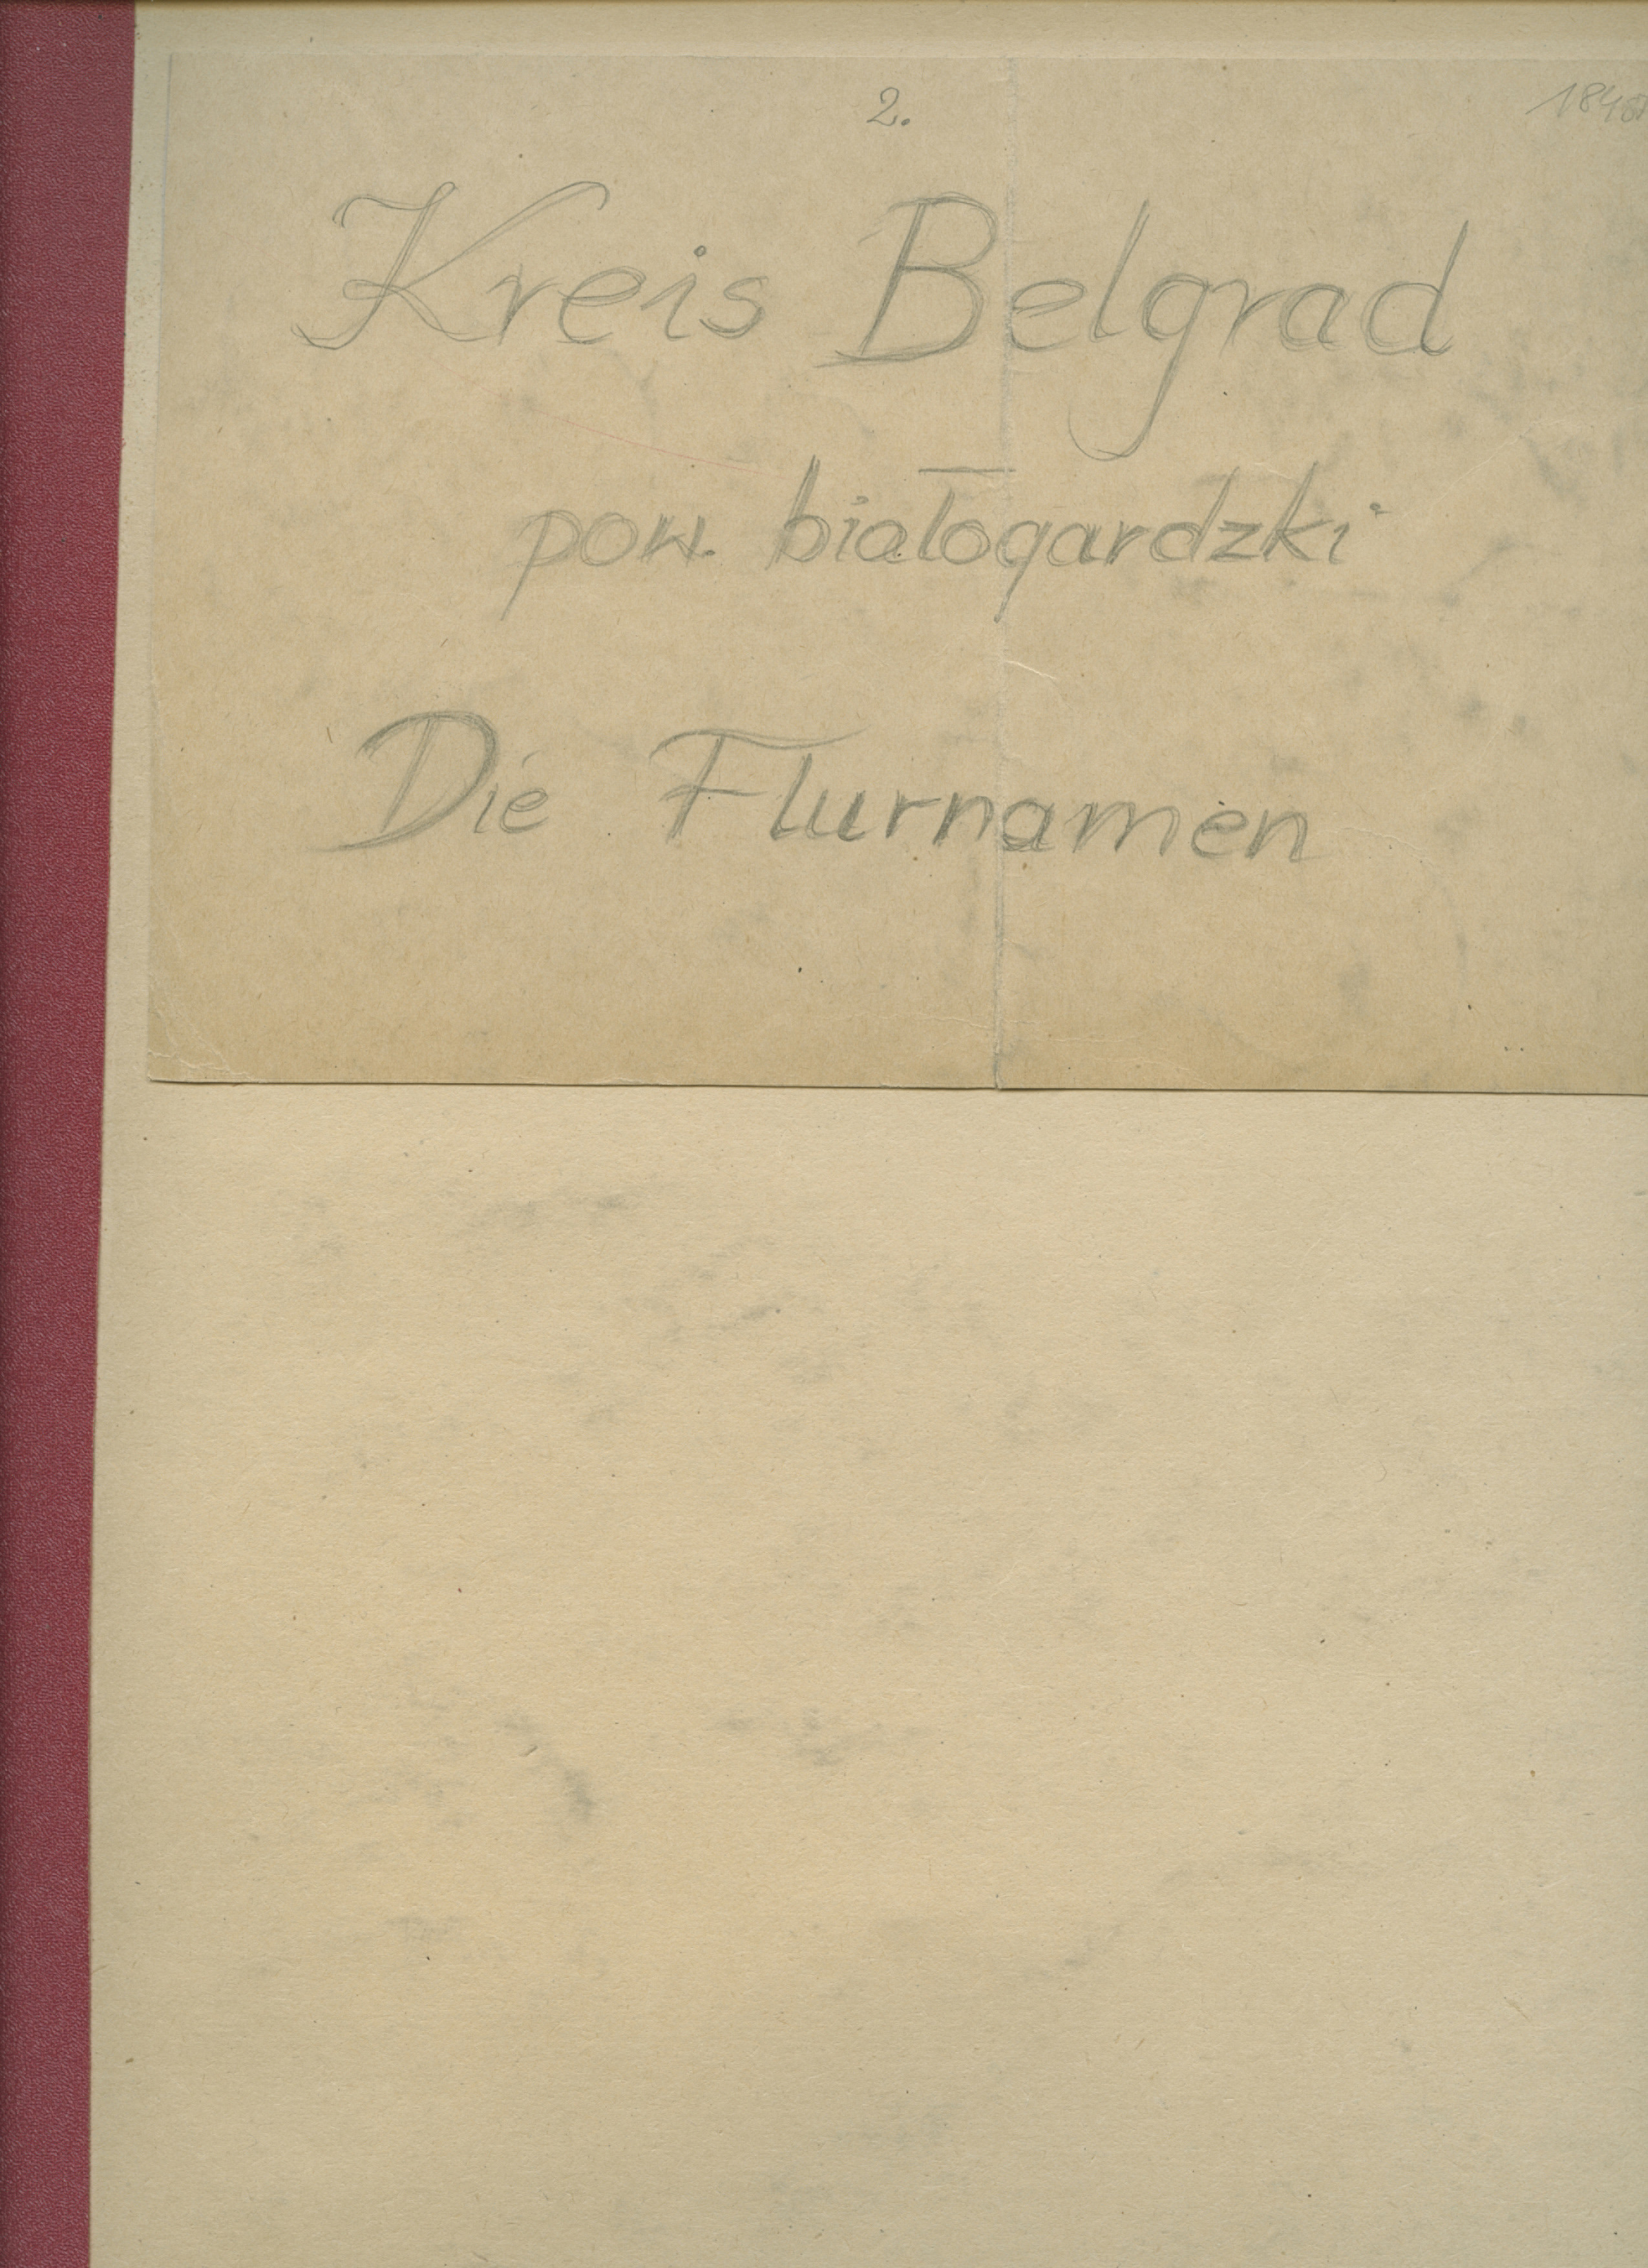 2.
Kreis Belgrad
pow. białogardzki
Die Flurnamen